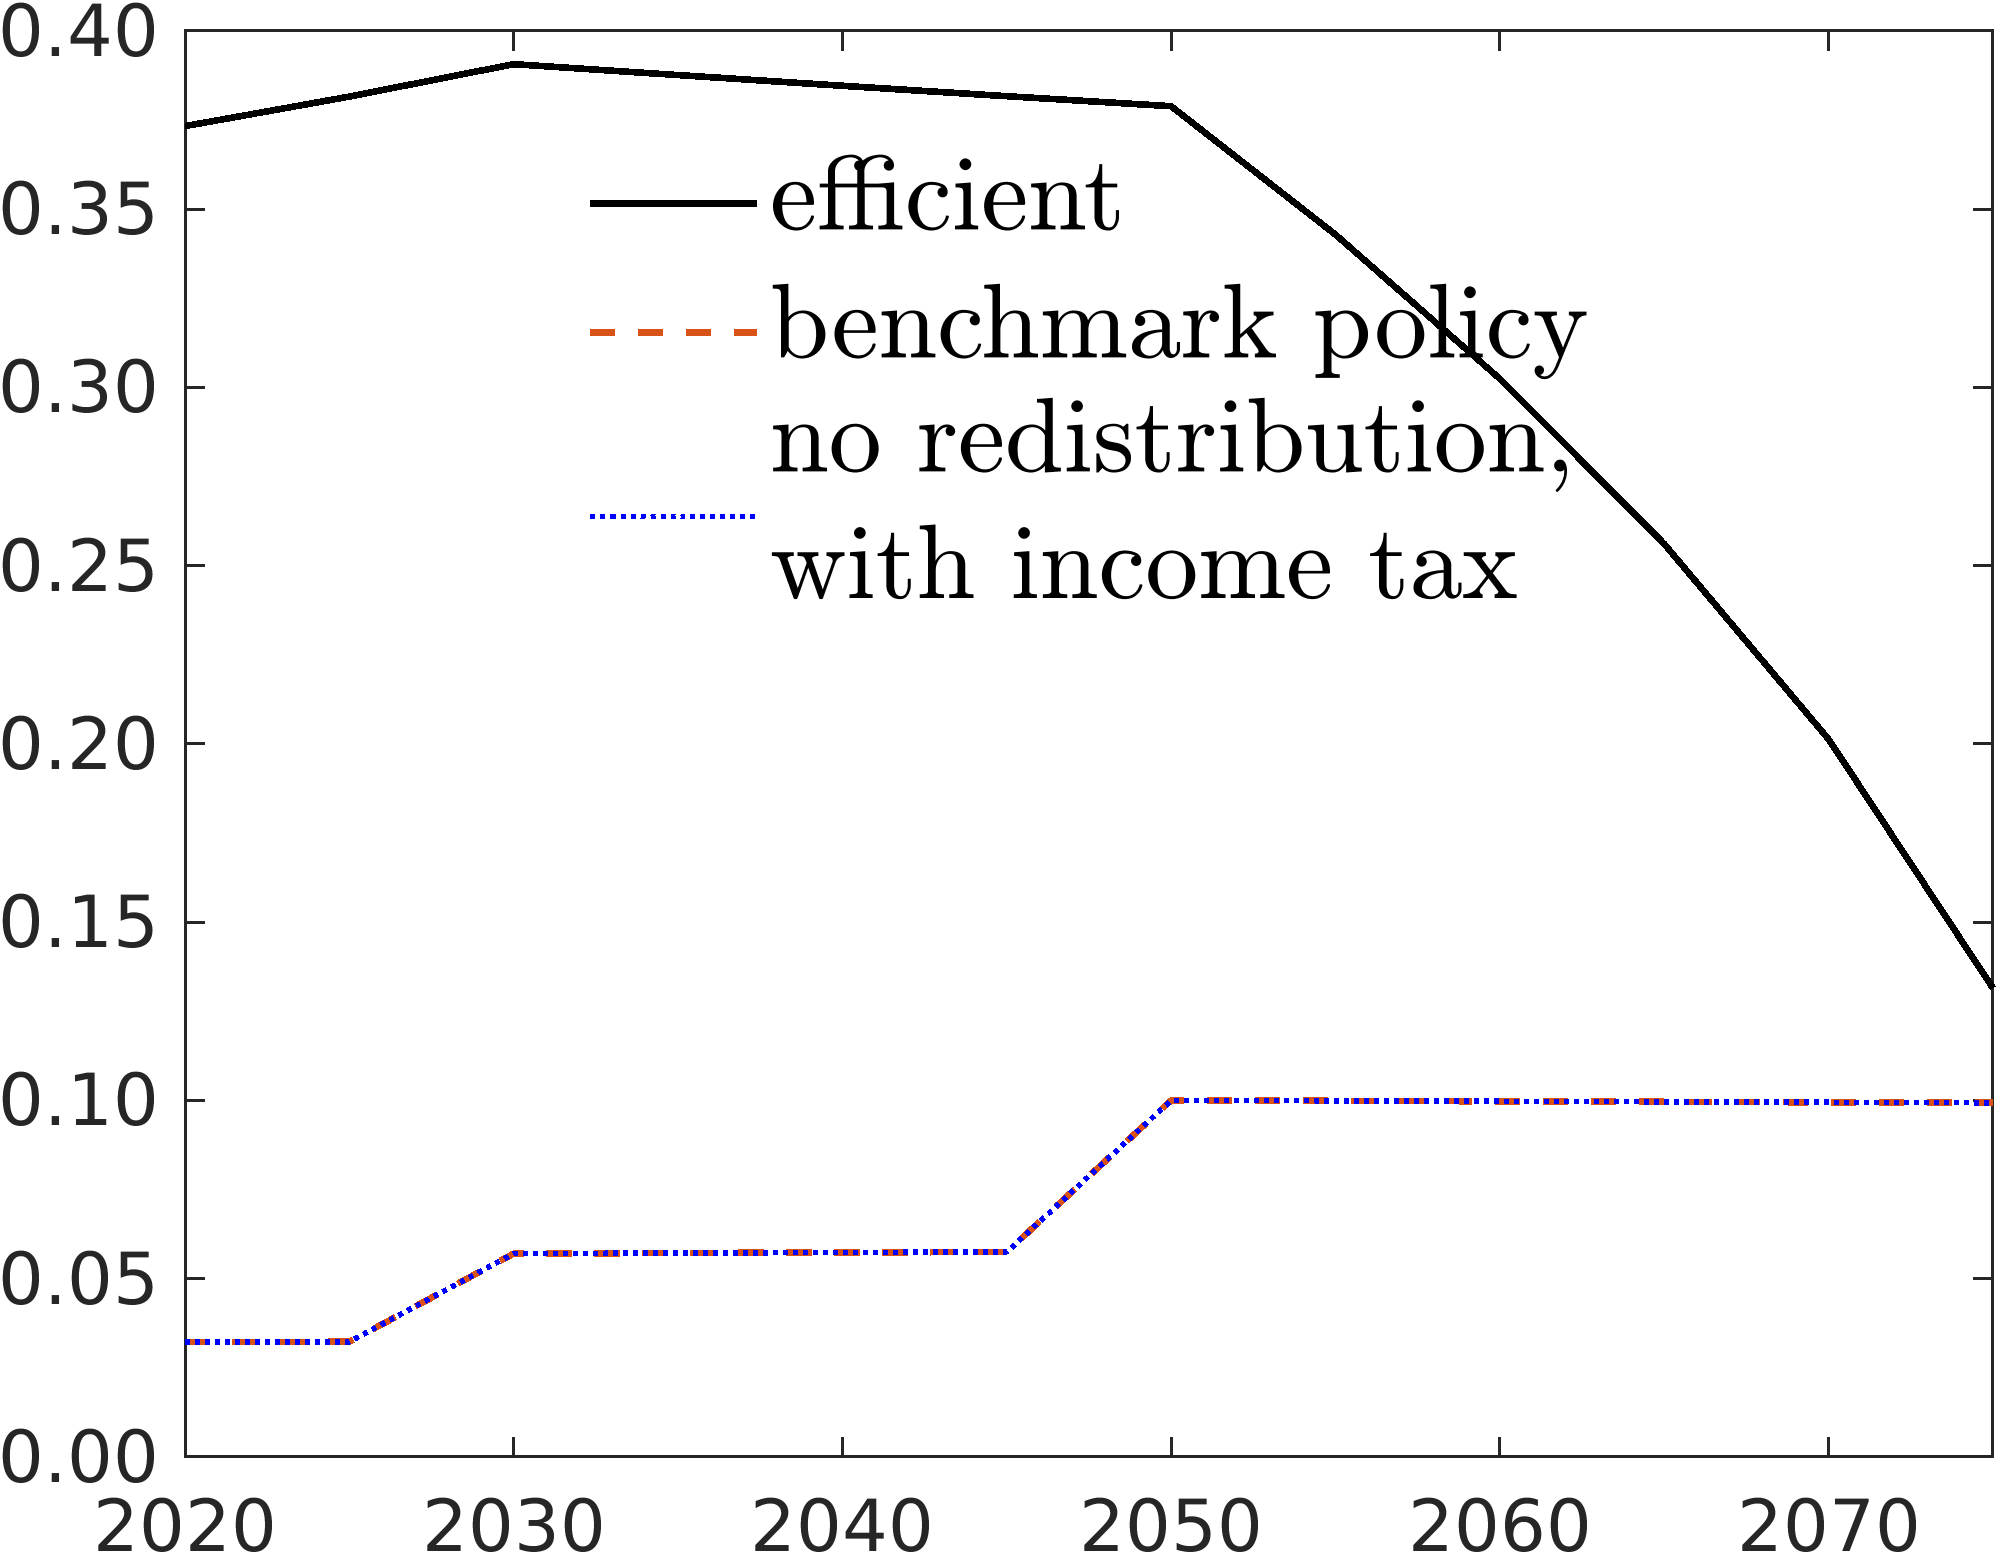 0.40
0.35
0.30
0.25
0.20
0.15
0.10
0.05
0.00
efficient
benchmark policy
no redistribution,
with income tax
2020 2030 2040 2050 2060 2070